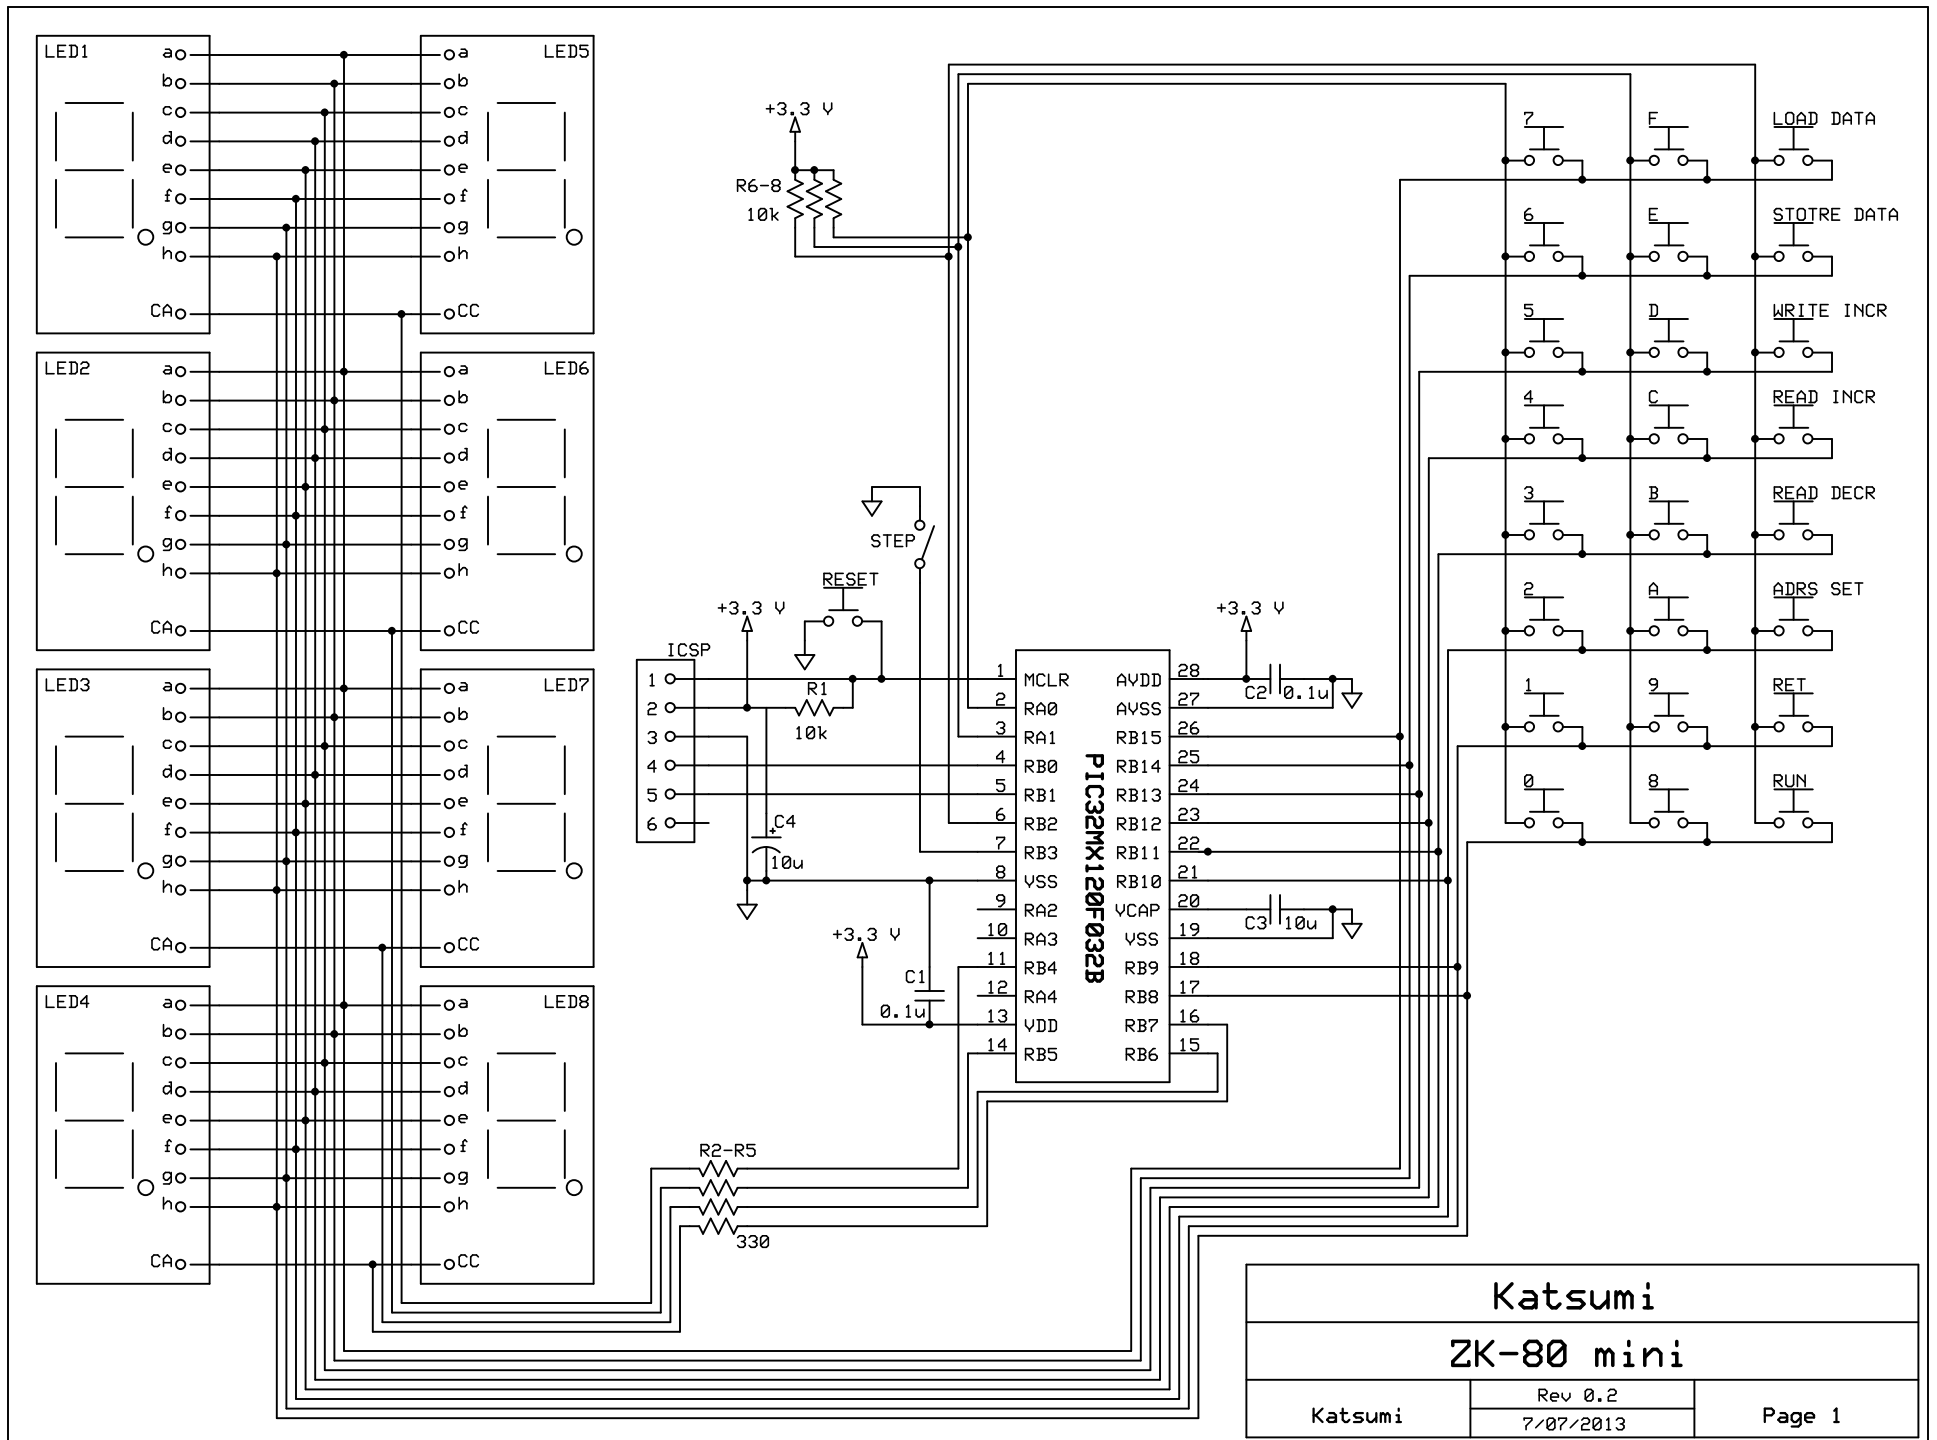 LED1
a
b
c
d
e
f
g
h
CA
LED5
a
b
c
d
e
f
g
h
CC
LED2
a
b
c
d
e
f
g
h
CA
LED6
a
b
c
d
e
f
g
h
CC
LED3
a
b
c
d
e
f
g
h
CA
LED7
a
b
c
d
e
f
g
h
CC
LED4
a
b
c
d
e
f
g
h
CA
LED8
a
b
c
d
e
f
g
h
CC
+3.3 V
R6-8
10k
STEP
RESET
+3.3 V
ICSP
1
2
3
4
5
6
R1
10k
C4
+
10u
+3.3 V
C1
0.1u
R2-R5
330
+3.3 V
C2
0.1u
C3
10u
PIC32MX120F032B
1 MCLR
2 RA0
3 RA1
4 RB0
5 RB1
6 RB2
7 RB3
8 VSS
9 RA2
10 RA3
11 RB4
12 RA4
13 VDD
14 RB5
AVDD 28
AVSS 27
RB15 26
RB14 25
RB13 24
RB12 23
RB11 22
RB10 21
VCAP 20
VSS 19
RB9 18
RB8 17
RB7 16
RB6 15
7 F LOAD DATA
6 E STOTRE DATA
5 D WRITE INCR
4 C READ INCR
3 B READ DECR
2 A ADRS SET
1 9 RET
0 8 RUN
Katsumi
ZK-80 mini
Katsumi
Rev 0.2
7/07/2013
Page 1